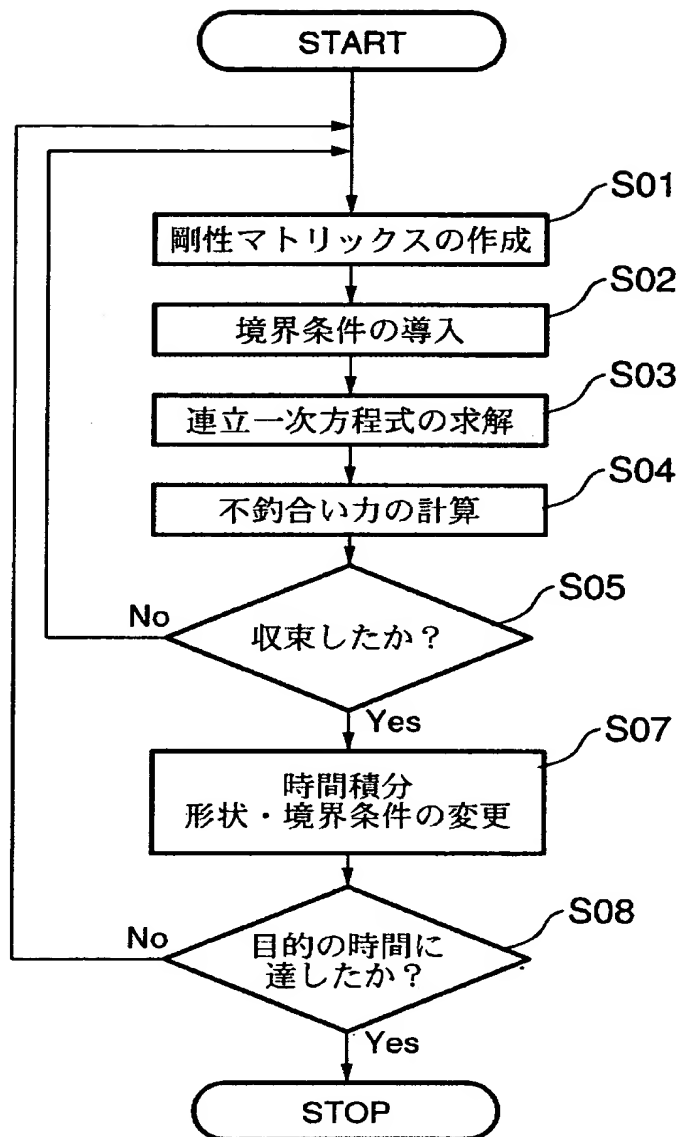 START
S01
剛性マトリックスの作成
S02
境界条件の導入
S03
連立一次方程式の求解
S04
不釣合い力の計算
S05
収束したか？
No
Yes
S07
時間積分
形状・境界条件の変更
S08
目的の時間に
達したか？
No
Yes
STOP